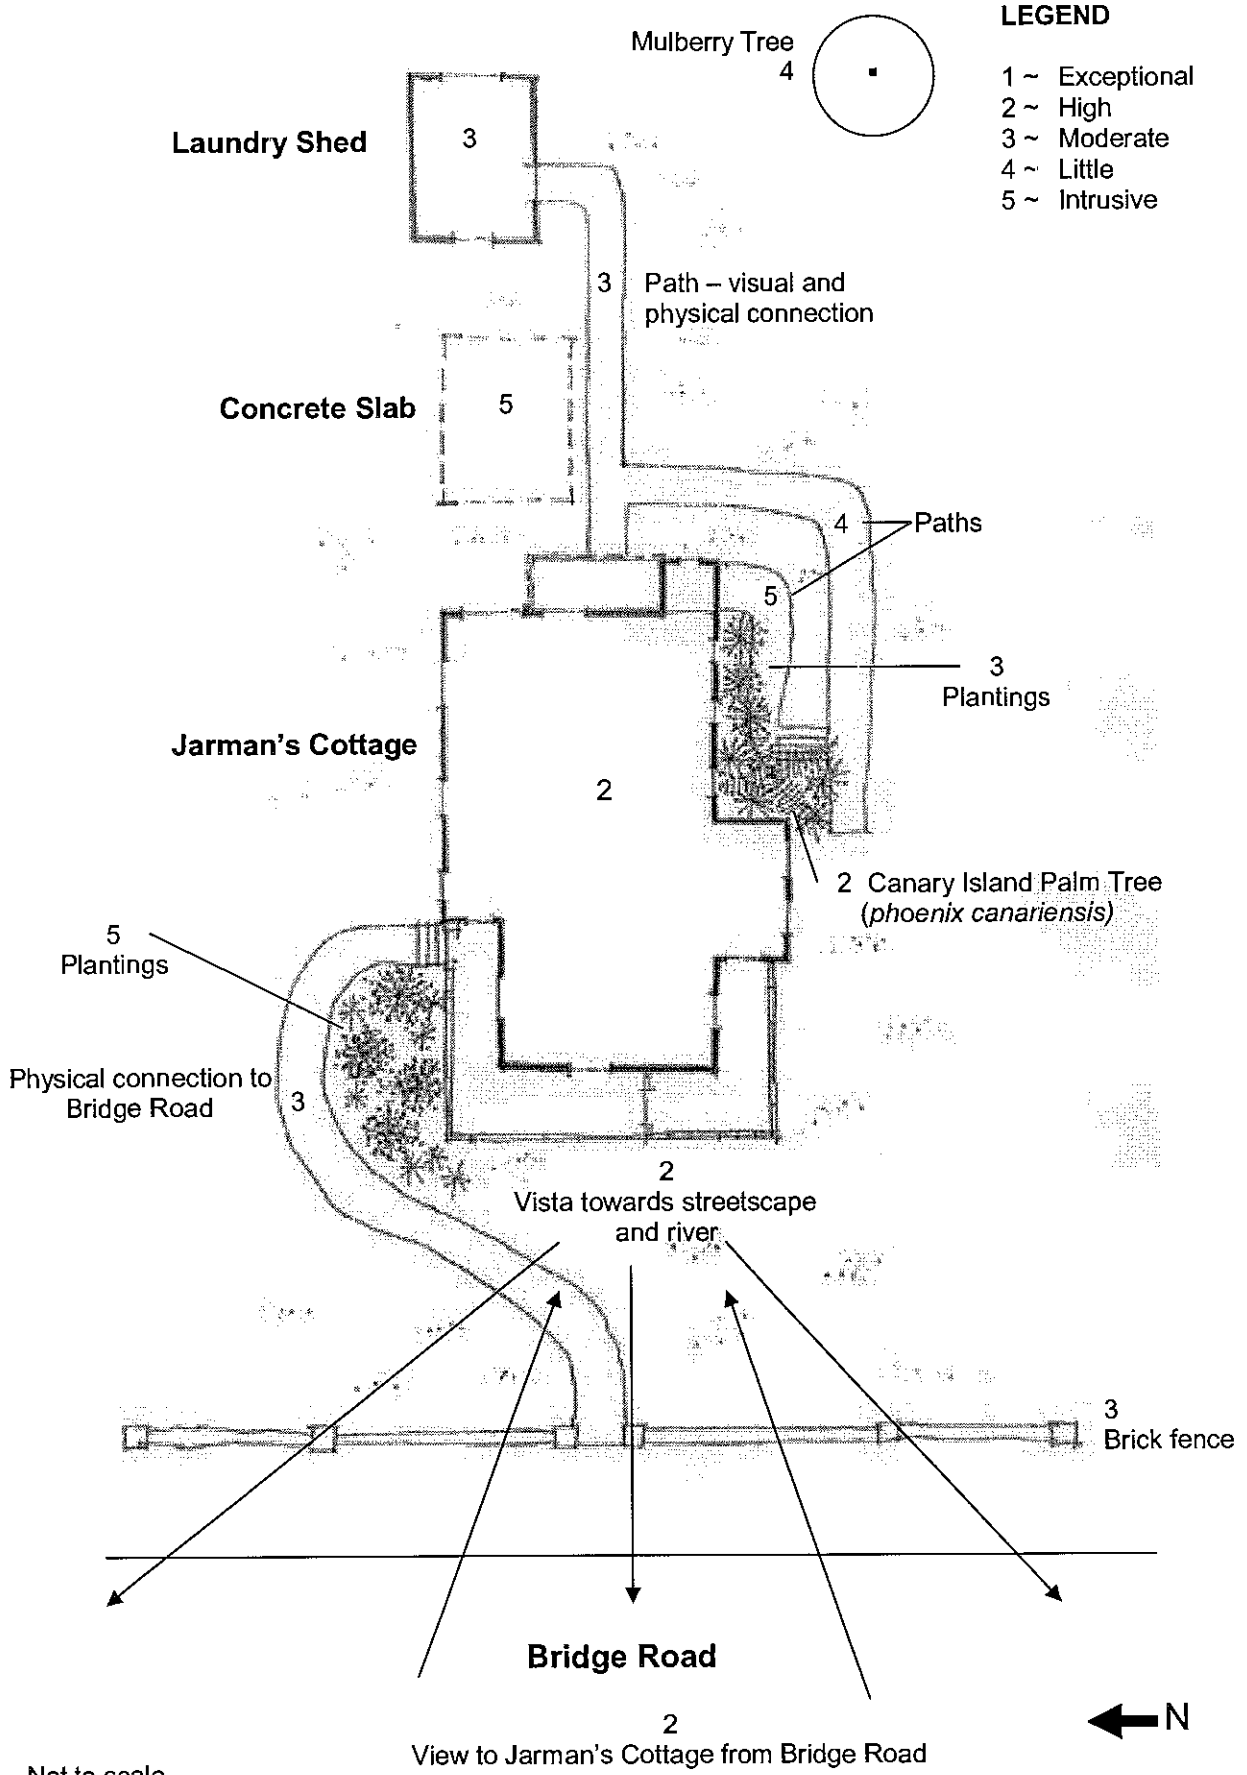 LEGEND
1 ~ Exceptional
2 ~ High
3 ~ Moderate
4 ~ Little
5 ~ Intrusive
Mulberry Tree
4
Laundry Shed
3
3
Path – visual and
physical connection
Concrete Slab
5
4
Paths
5
3
Plantings
Jarman's Cottage
2
2 Canary Island Palm Tree
(phoenix canariensis)
5
Plantings
Physical connection to
Bridge Road
3
2
Vista towards streetscape
and river
3
Brick fence
Bridge Road
N
2
View to Jarman's Cottage from Bridge Road
Not to scale